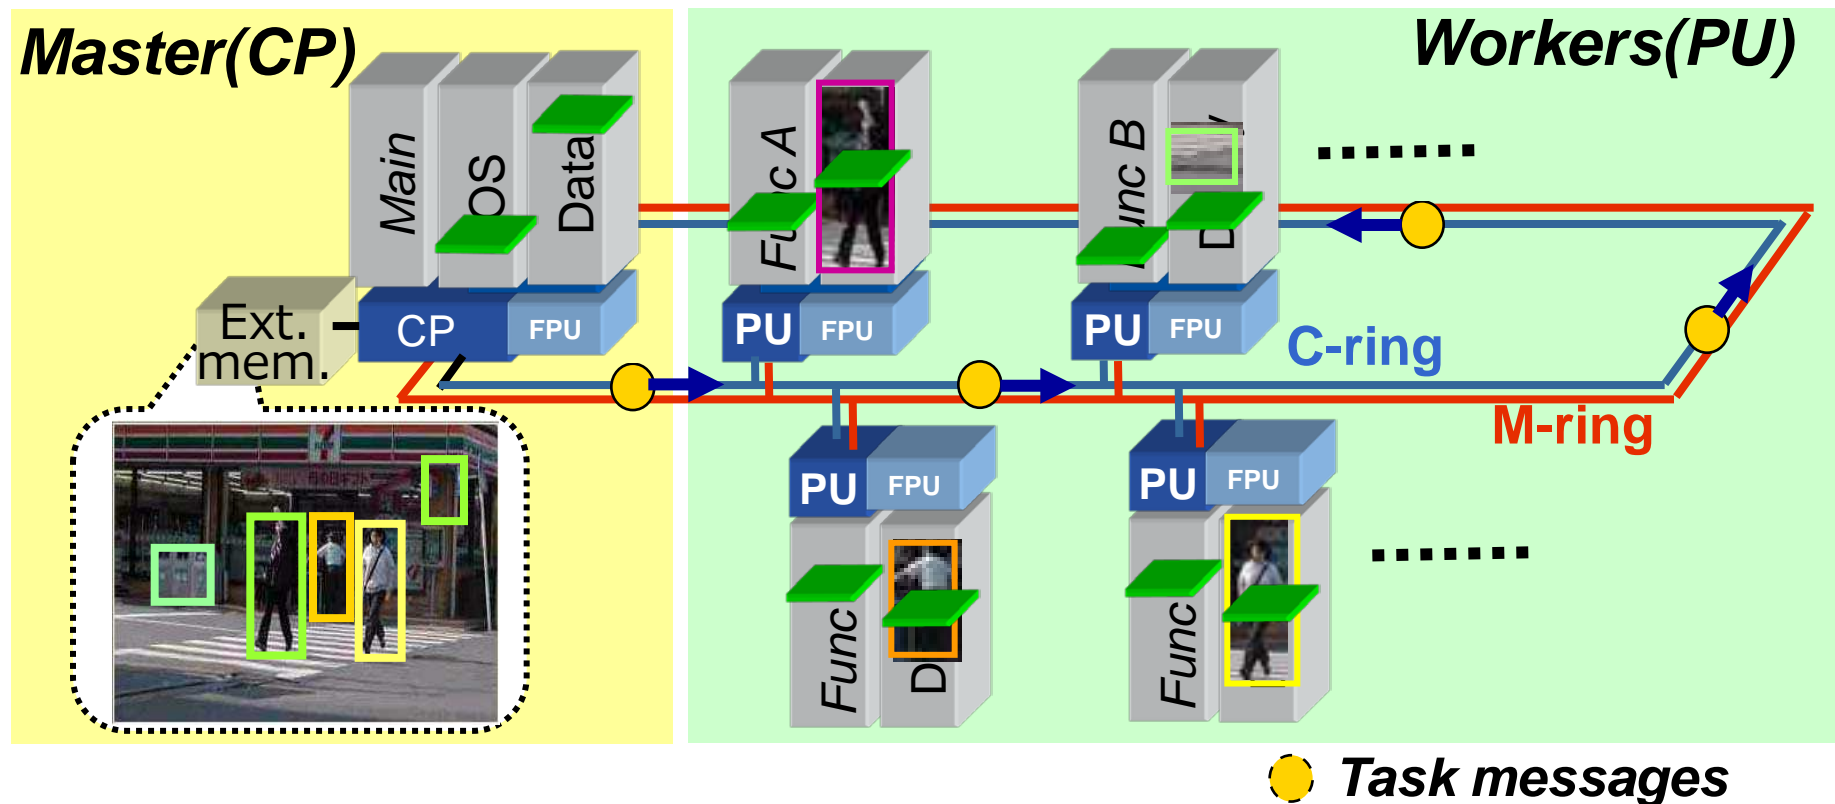 Master(CP)
Workers(PU)
Main
OS
Data
Func A
Func B
Ext.
mem.
CP
FPU
PU
FPU
PU
FPU
C-ring
M-ring
PU
FPU
PU
FPU
Func
D
Func
Task messages